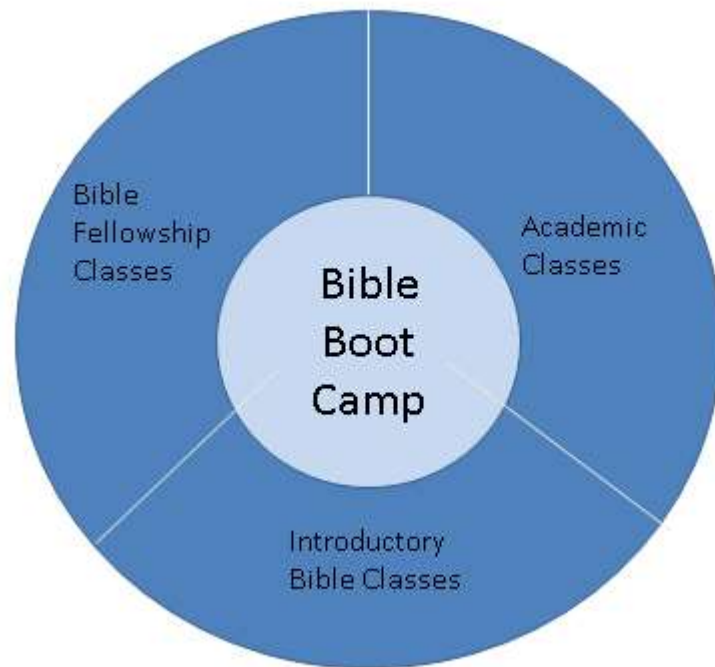 Bible
Fellowship
Classes
Academic
Classes
Bible
Boot
Camp
Introductory
Bible Classes